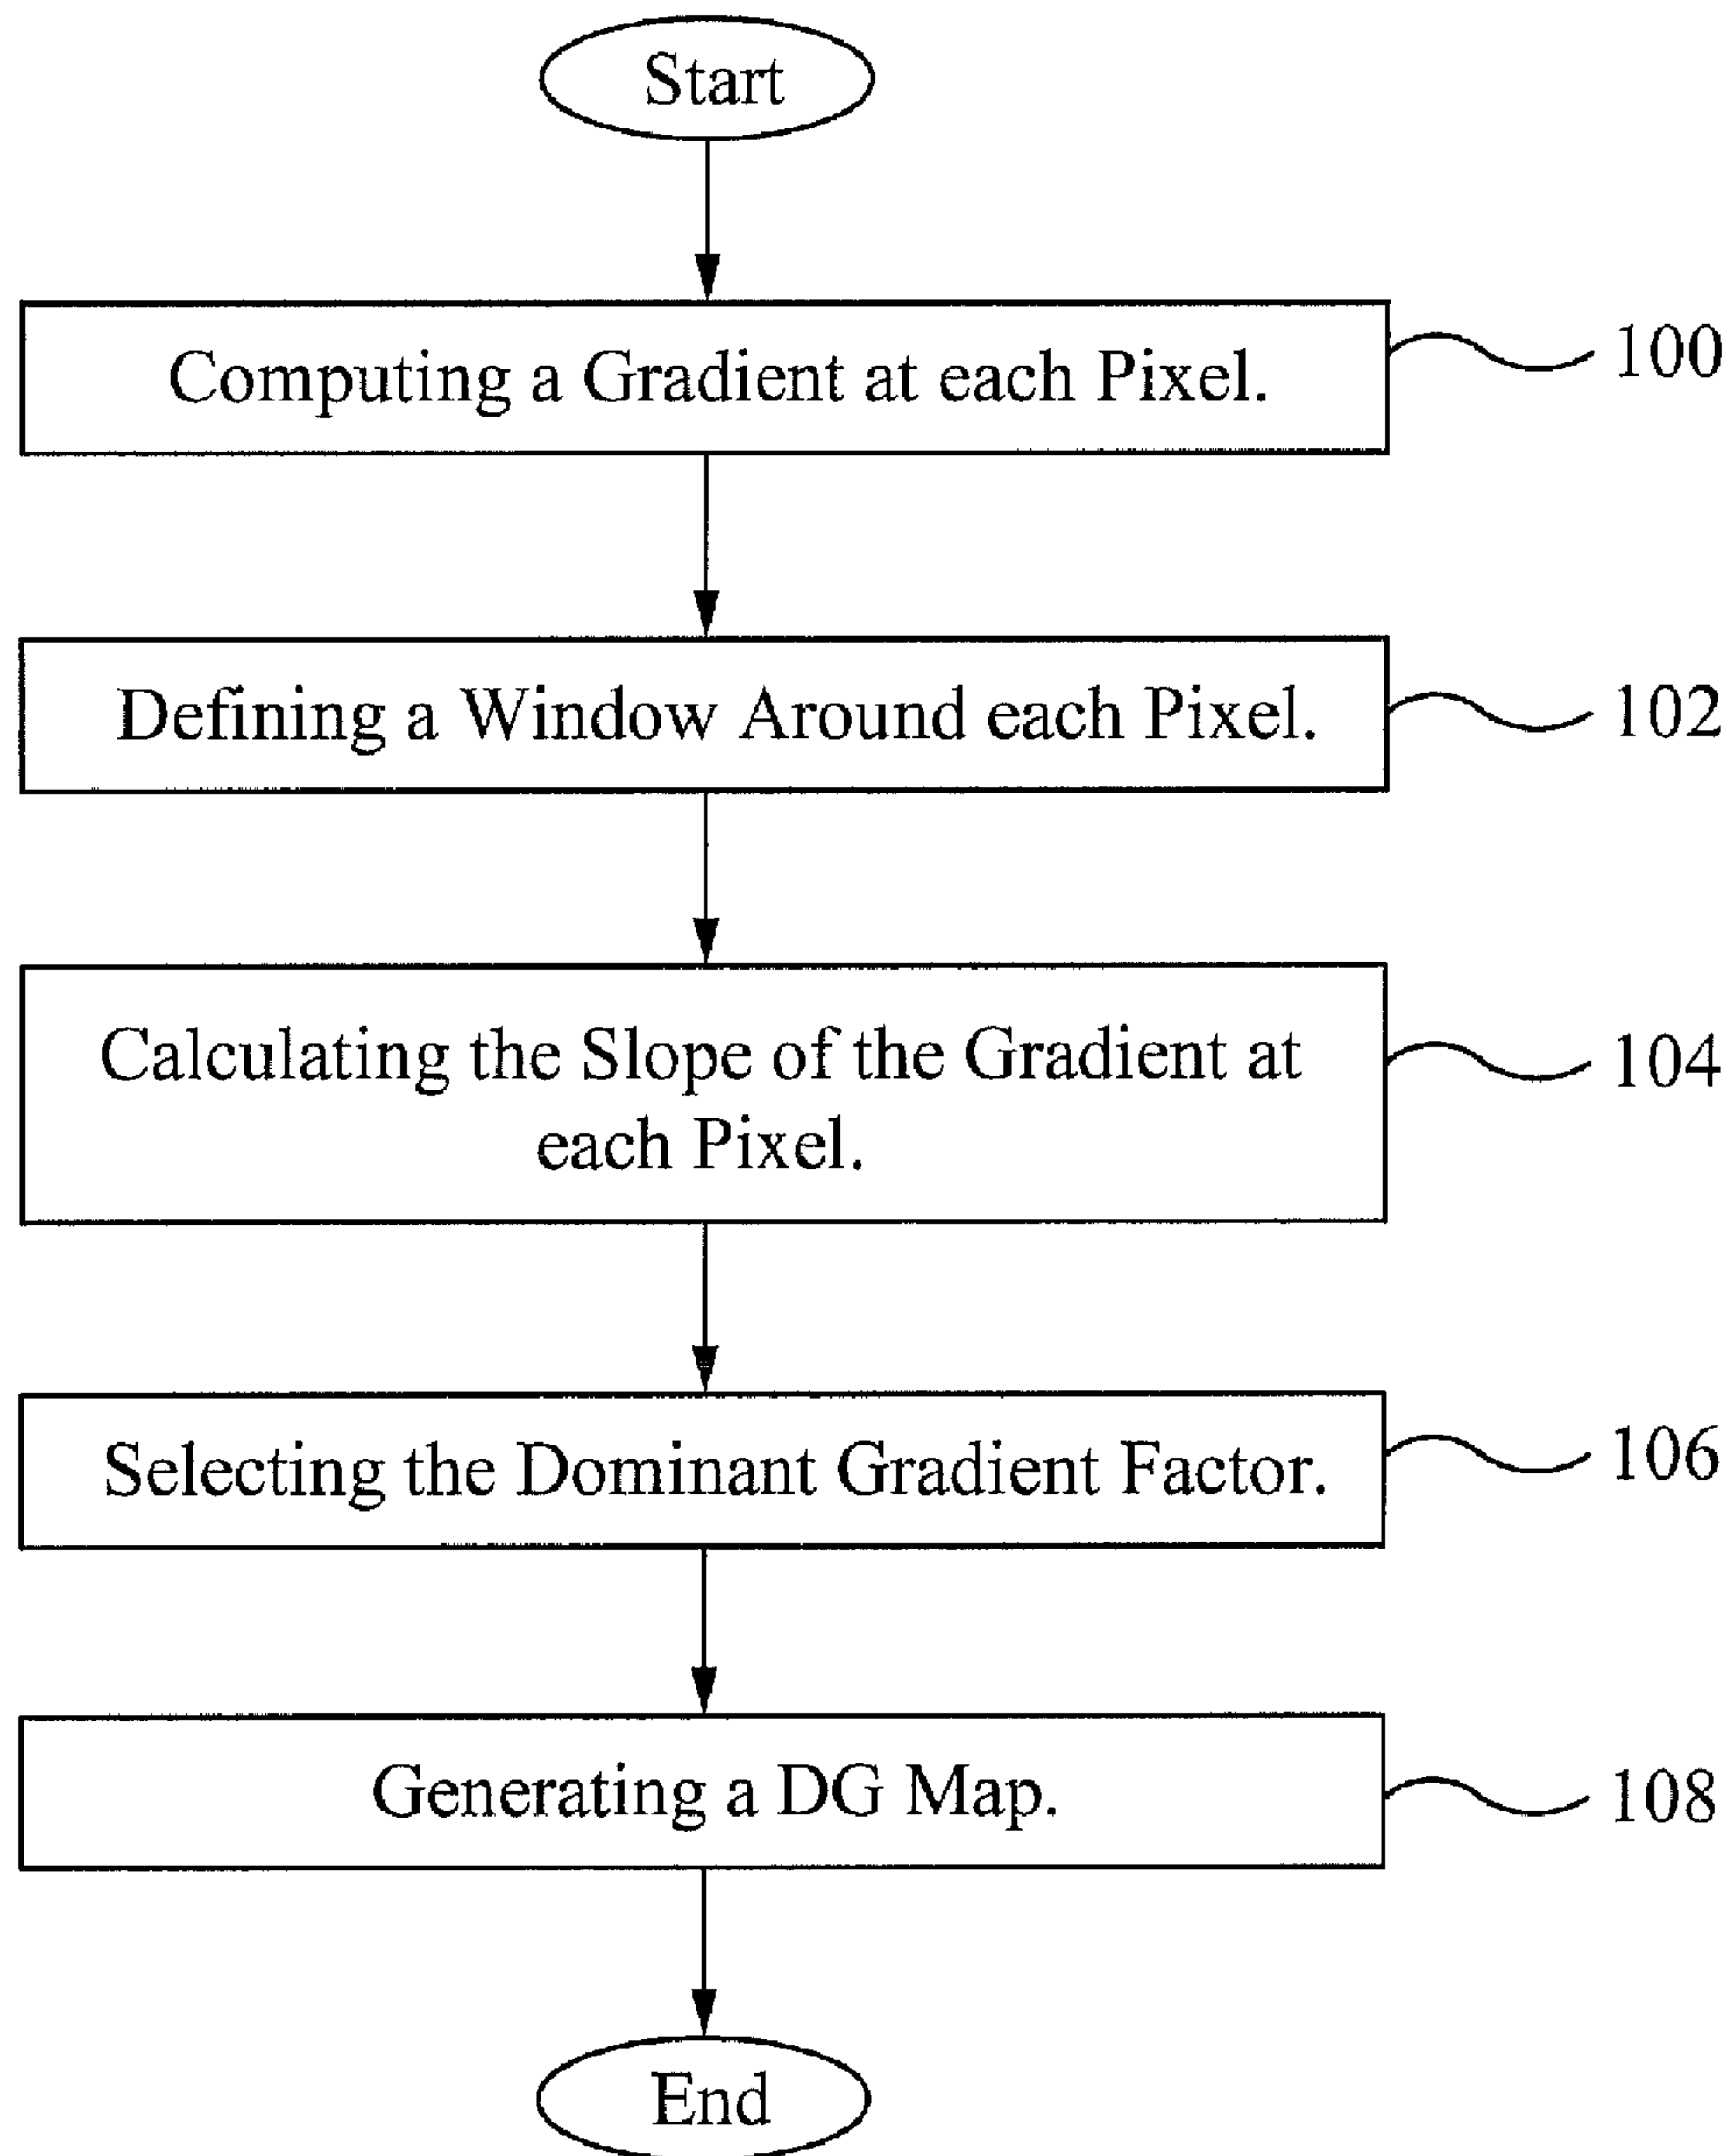 Start
Computing a Gradient at each Pixel.
100
Defining a Window Around each Pixel.
102
Calculating the Slope of the Gradient at
each Pixel.
104
Selecting the Dominant Gradient Factor.
106
Generating a DG Map.
108
End